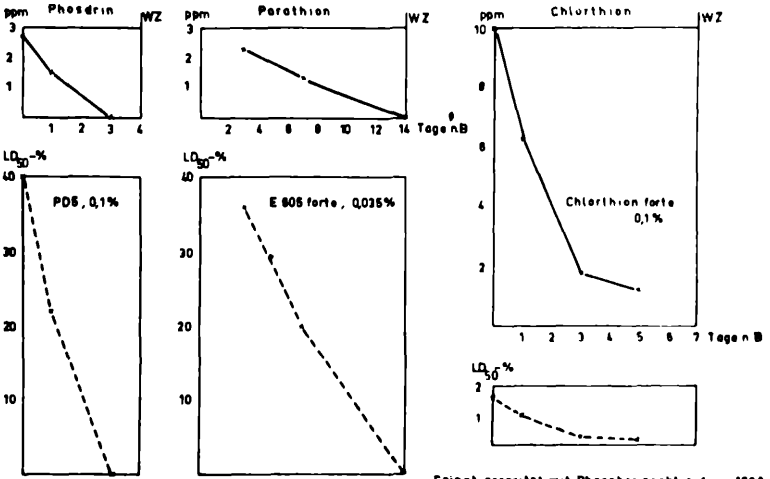 ppm Phosdrin WZ
3
2
1
1 2 3 4
Parathion WZ
2 4 6 8 10 12 14 Tage n.B
ppm Chlorthion WZ
10
8
6
4
2
Chlorthion forte
0,1%
1 2 3 4 5 6 7 Tage n B
LD50-%
40
30
20
10
PD5, 0,1%
ppm
3
2
1
LD50-%
40
30
20
10
E 605 forte, 0,035%
LD50-%
2
1
Spinat